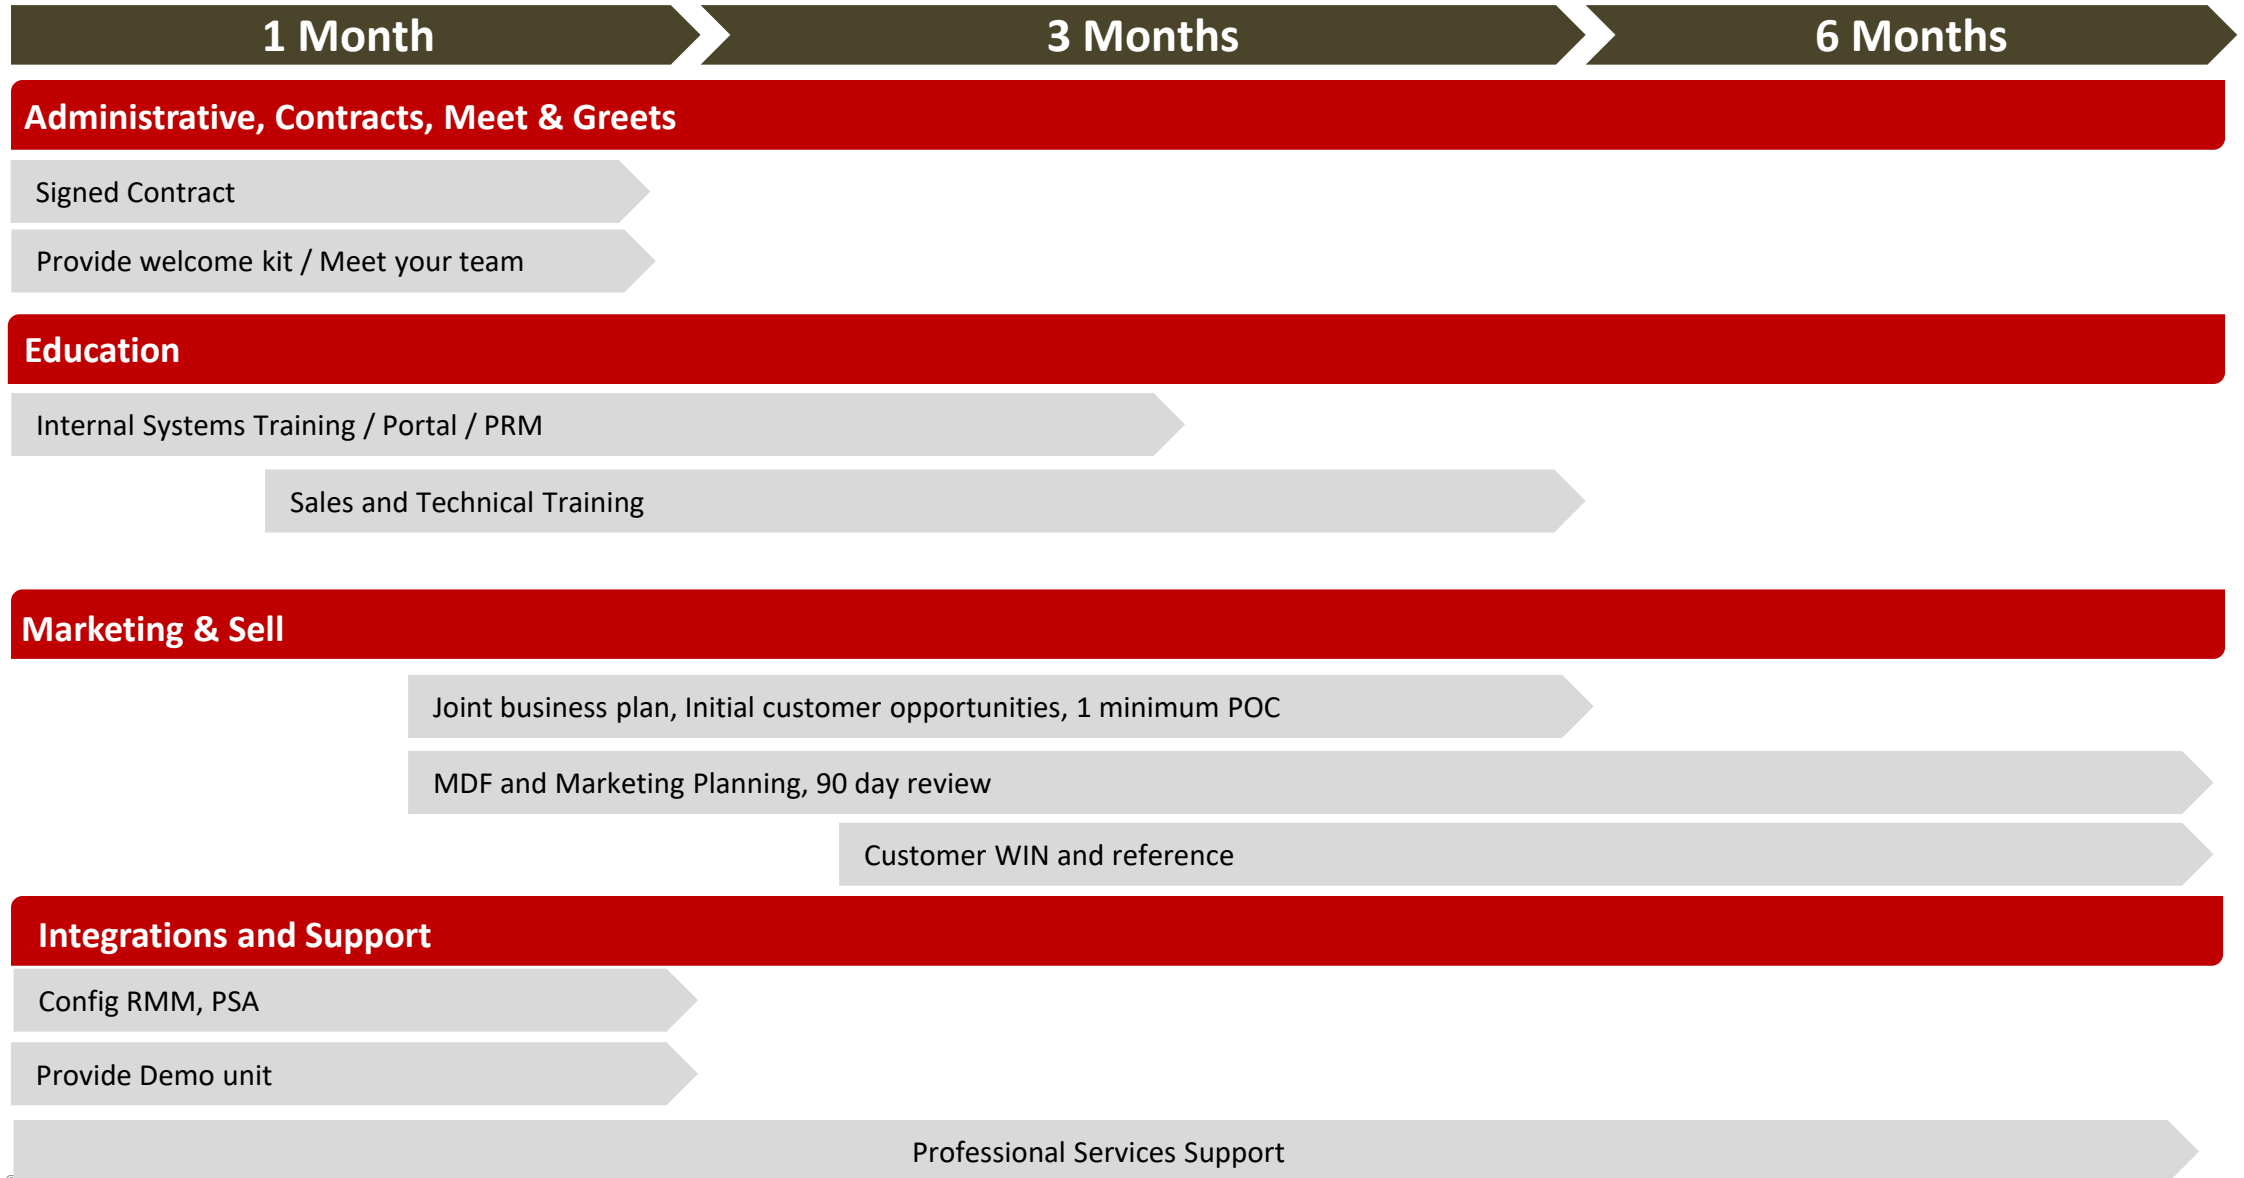 1 Month
3 Months
6 Months
Administrative, Contracts, Meet & Greets
Signed Contract
Provide welcome kit / Meet your team
Education
Internal Systems Training / Portal / PRM
Sales and Technical Training
Marketing & Sell
Joint business plan, Initial customer opportunities, 1 minimum POC
MDF and Marketing Planning, 90 day review
Customer WIN and reference
Integrations and Support
Config RMM, PSA
Provide Demo unit
Professional Services Support